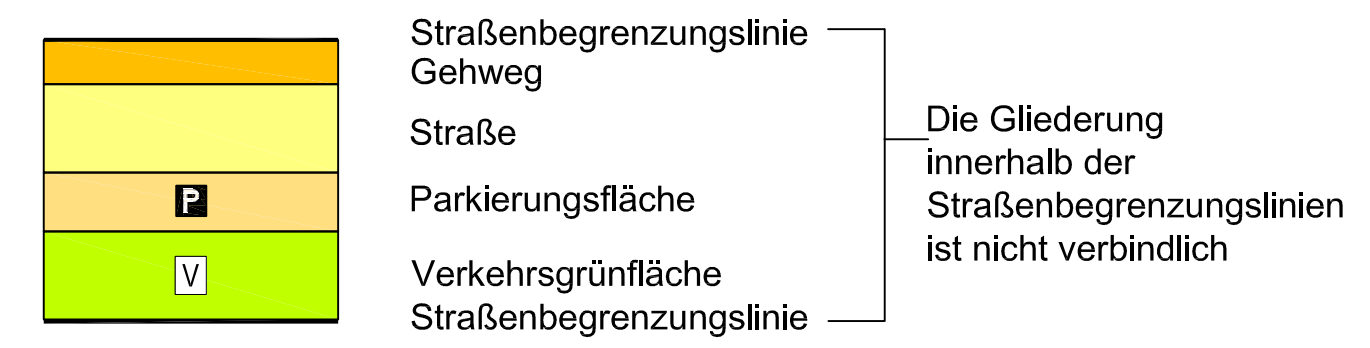 Straßenbegrenzungslinie
Gehweg
Straße
P
Parkierungsfläche
V
Verkehrsgrünfläche
Straßenbegrenzungslinie
Die Gliederung
innerhalb der
Straßenbegrenzungslinien
ist nicht verbindlich